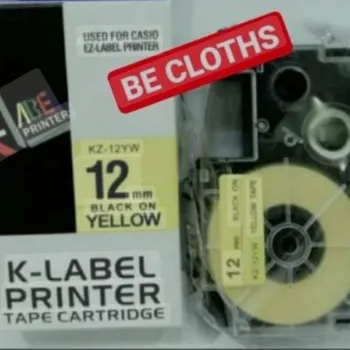 USED FOR CASIO
EZ-LABEL PRINTER
BE CLOTHS
ABE
PRINTER
KZ-12YW
12mm
BLACK ON
YELLOW
K-LABEL
PRINTER
TAPE CARTRIDGE
12 mm
BLACK ON
YELLOW TAPE
KZ-12YW